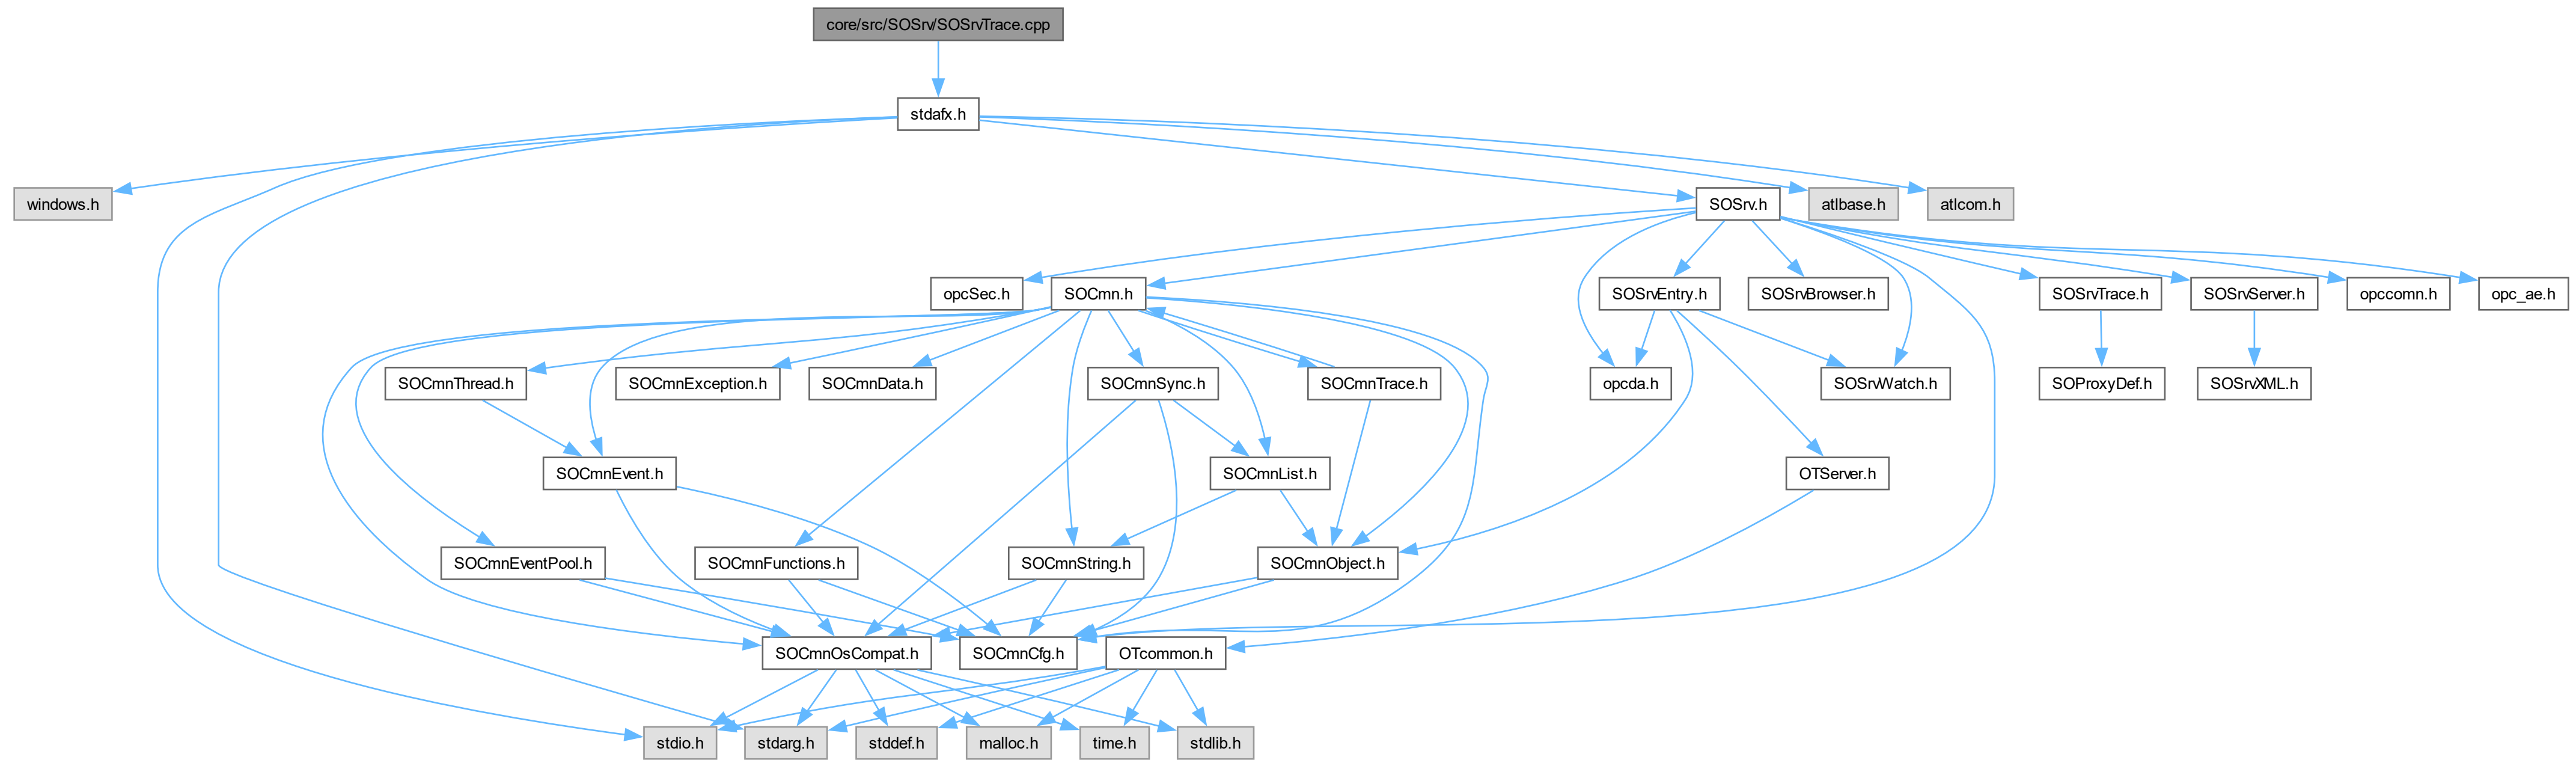 core/src/SOSrv/SOSrvTrace.cpp
stdafx.h
windows.h
SOSrv.h
atlbase.h
atlcom.h
opcSec.h
SOCmn.h
SOSrvEntry.h
SOSrvBrowser.h
SOSrvTrace.h
SOSrvServer.h
opccomn.h
opc_ae.h
SOCmnThread.h
SOCmnException.h
SOCmnData.h
SOCmnSync.h
SOCmnTrace.h
opcda.h
SOSrvWatch.h
SOProxyDef.h
SOSrvXML.h
SOCmnEvent.h
SOCmnList.h
OTServer.h
SOCmnEventPool.h
SOCmnFunctions.h
SOCmnString.h
SOCmnObject.h
SOCmnOsCompat.h
SOCmnCfg.h
OTcommon.h
stdio.h
stdarg.h
stddef.h
malloc.h
time.h
stdlib.h